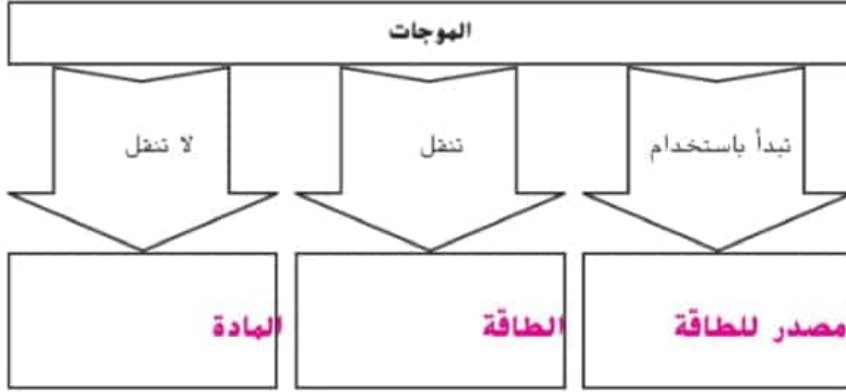 الموجات
تبدأ باستخدام
تنقل
لا تنقل
مصدر للطاقة
الطاقة
المادة